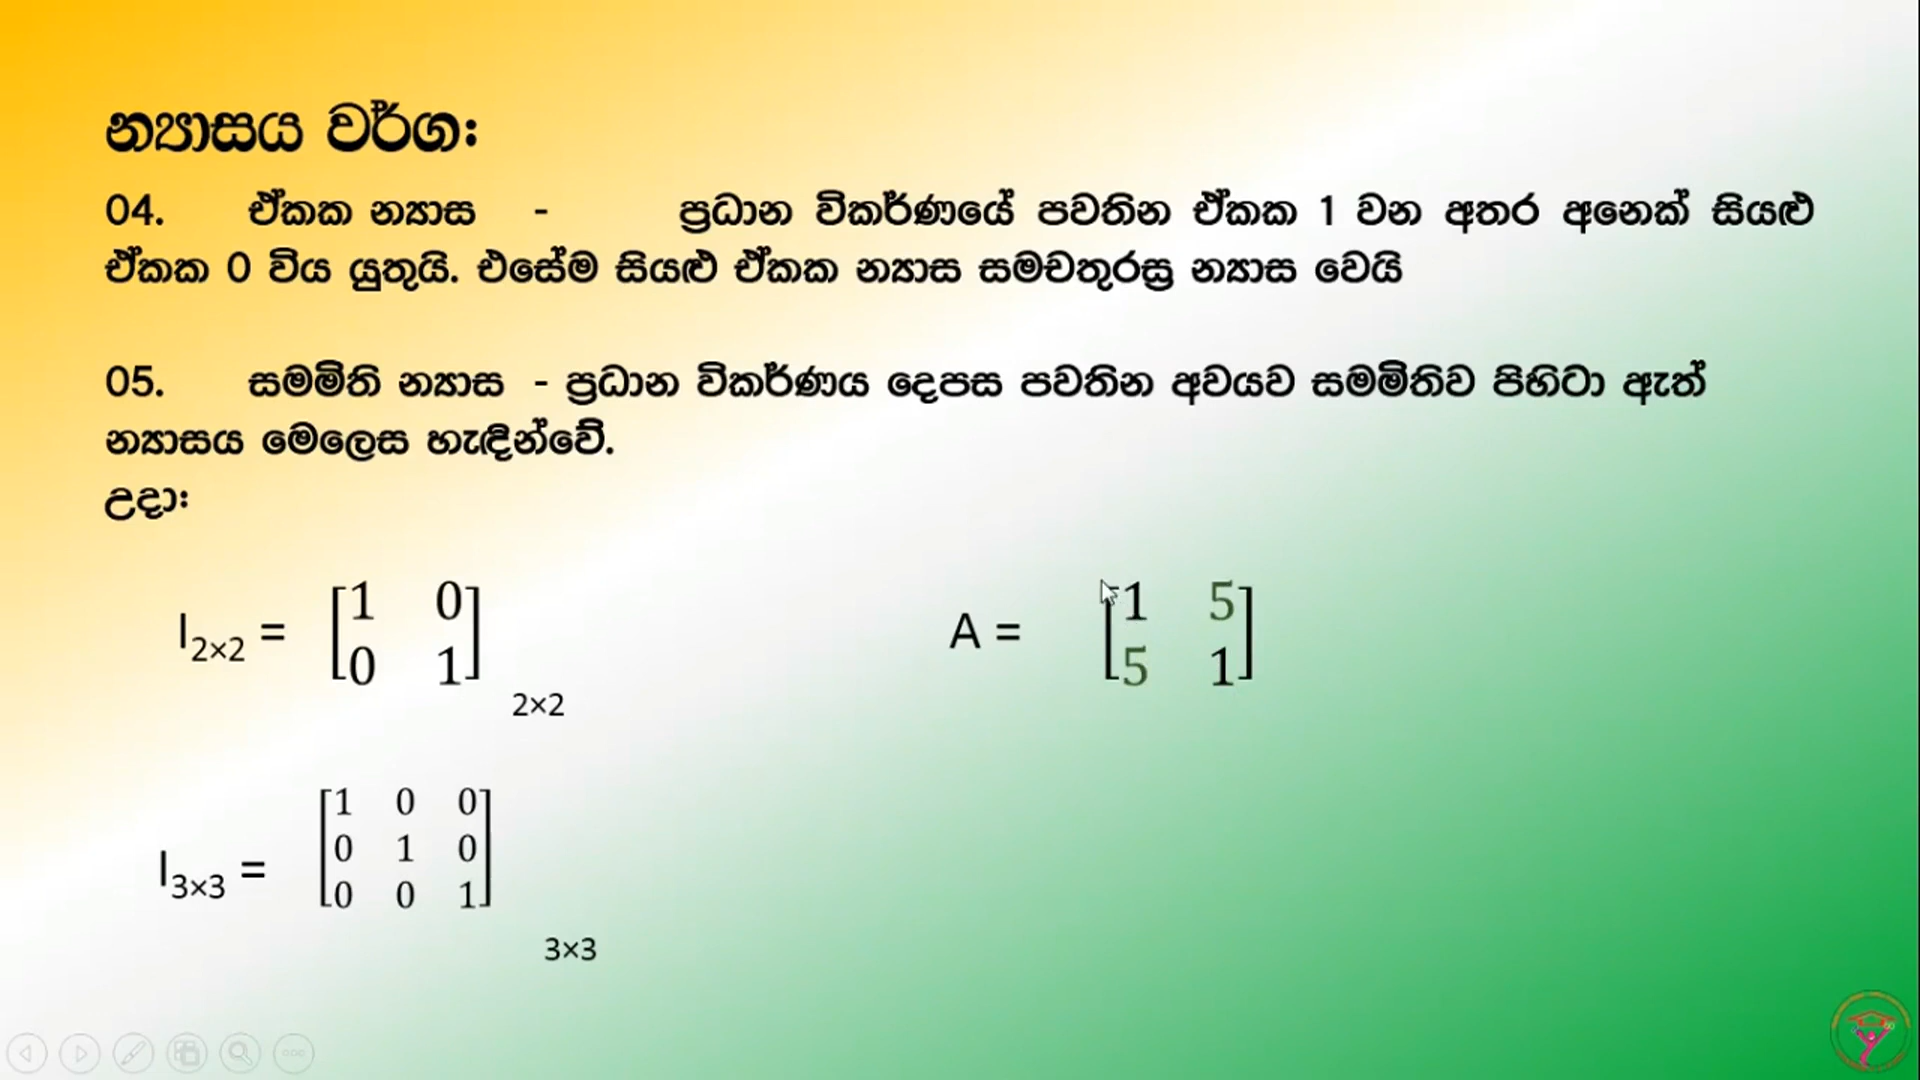 න්‍යාසය වර්ග:
04. ඒකක න්‍යාස - ප්‍රධාන විකර්ණයේ පවතින ඒකක 1 වන අතර අනෙක් සියළු
ඒකක 0 විය යුතුයි. එසේම සියළු ඒකක න්‍යාස සමචතුරස්‍ර න්‍යාස වෙයි
05. සමමිති න්‍යාස - ප්‍රධාන විකර්ණය දෙපස පවතින අවයව සමමිතිව පිහිටා ඇත්
න්‍යාසය මෙලෙස හැඳින්වේ.
උදා:
I2×2 = [1 0
0 1]
2×2
A = [1 5
5 1]
I3×3 = [1 0 0
0 1 0
0 0 1]
3×3